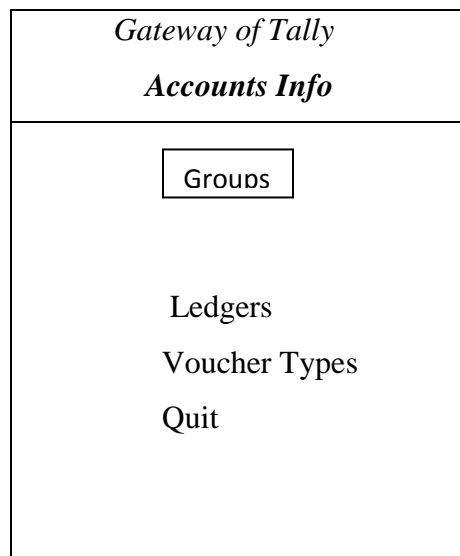 Gateway of Tally
Accounts Info
Groups
Ledgers
Voucher Types
Quit